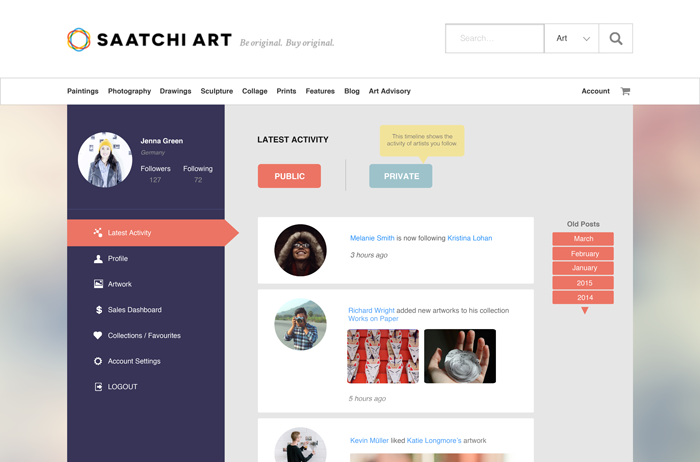 SAATCHI ART
Be original. Buy original.
Search...
Art
Paintings Photography Drawings Sculpture Collage Prints Features Blog Art Advisory
Account
Jenna Green
Germany
Followers Following
127 72
Latest Activity
Profile
Artwork
$ Sales Dashboard
Collections / Favourites
Account Settings
LOGOUT
LATEST ACTIVITY
This timeline shows the
activity of artists you follow
PUBLIC
PRIVATE
Melanie Smith is now following Kristina Lohan
3 hours ago
Richard Wright added new artworks to his collection
Works on Paper
5 hours ago
Kevin Müller liked Katie Longmore's artwork
Old Posts
March
February
January
2015
2014